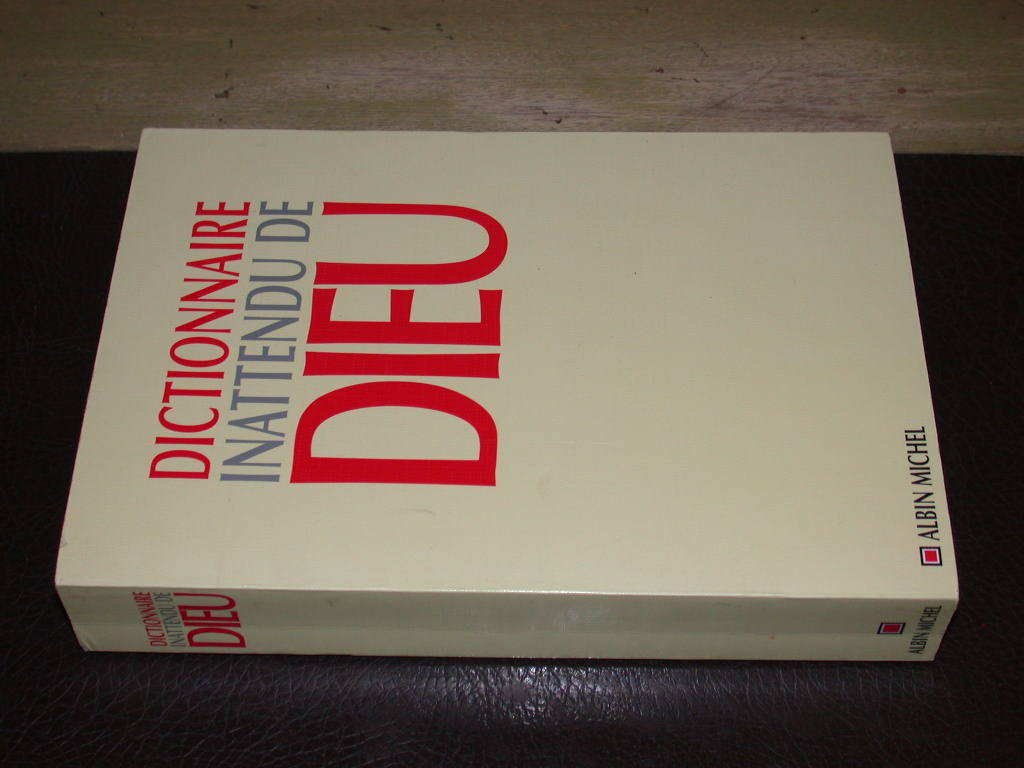 DICTIONNAIRE
INATTENDU DE
DIEU
ALBIN MICHEL
DICTIONNAIRE
INATTENDU DE
DIEU
ALBIN MICHEL